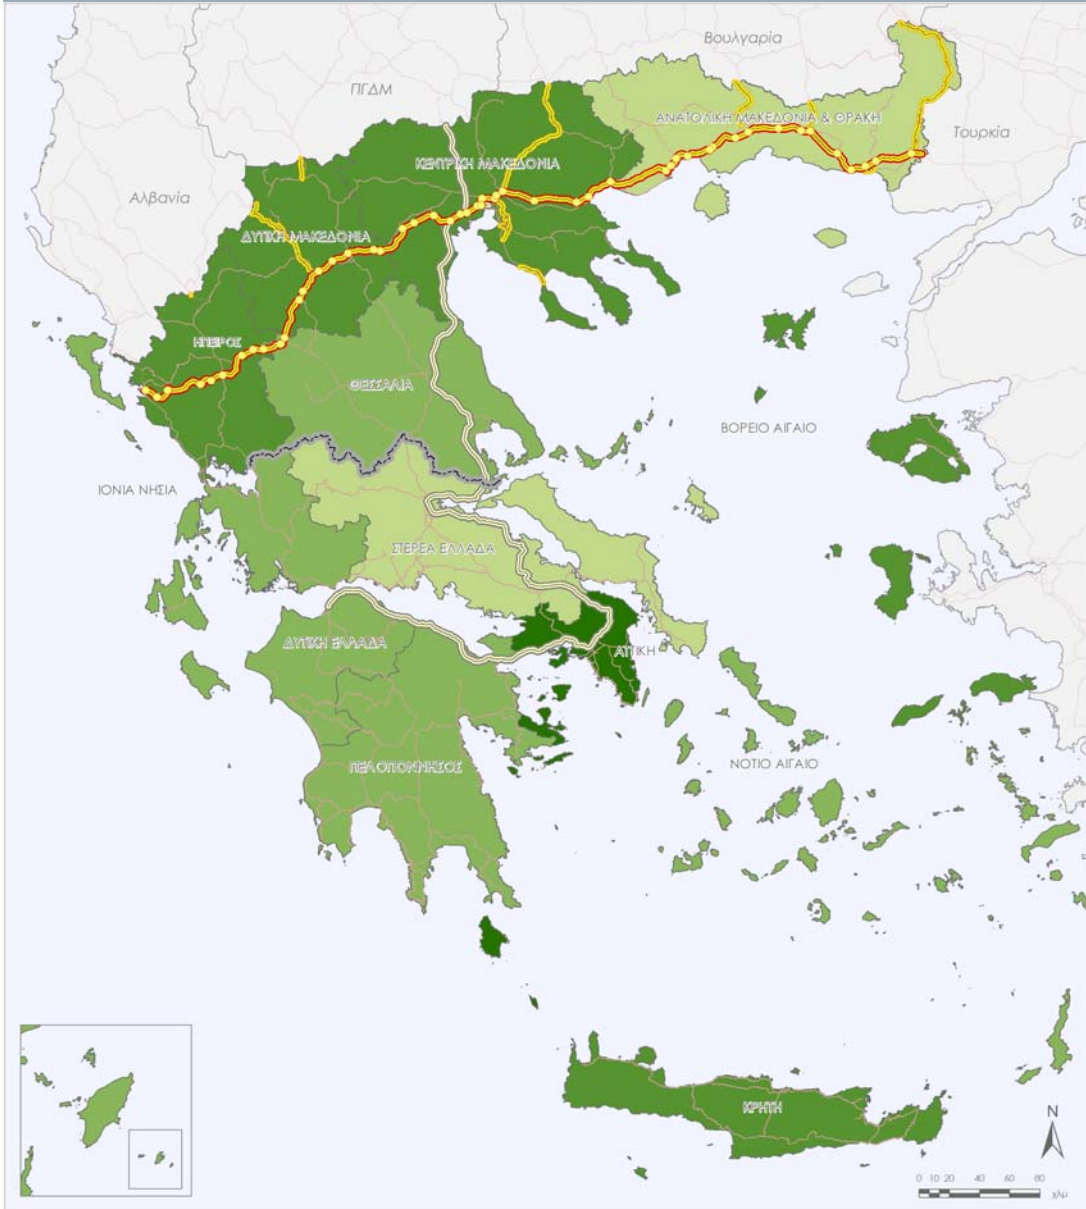 Βουλγαρία
ΠΓΔΜ
ΑΝΑΤΟΛΙΚΗ ΜΑΚΕΔΟΝΙΑ & ΘΡΑΚΗ
Τουρκία
ΚΕΝΤΡΙΚΗ ΜΑΚΕΔΟΝΙΑ
Αλβανία
ΔΥΤΙΚΗ ΜΑΚΕΔΟΝΙΑ
ΗΠΕΙΡΟΣ
ΘΕΣΣΑΛΙΑ
ΒΟΡΕΙΟ ΑΙΓΑΙΟ
ΙΟΝΙΑ ΝΗΣΙΑ
ΣΤΕΡΕΑ ΕΛΛΑΔΑ
ΔΥΤΙΚΗ ΕΛΛΑΔΑ
ΑΤΤΙΚΗ
ΝΟΤΙΟ ΑΙΓΑΙΟ
ΠΕΛΟΠΟΝΝΗΣΟΣ
ΚΡΗΤΗ
N
0 10 20 40 60 80
χλμ